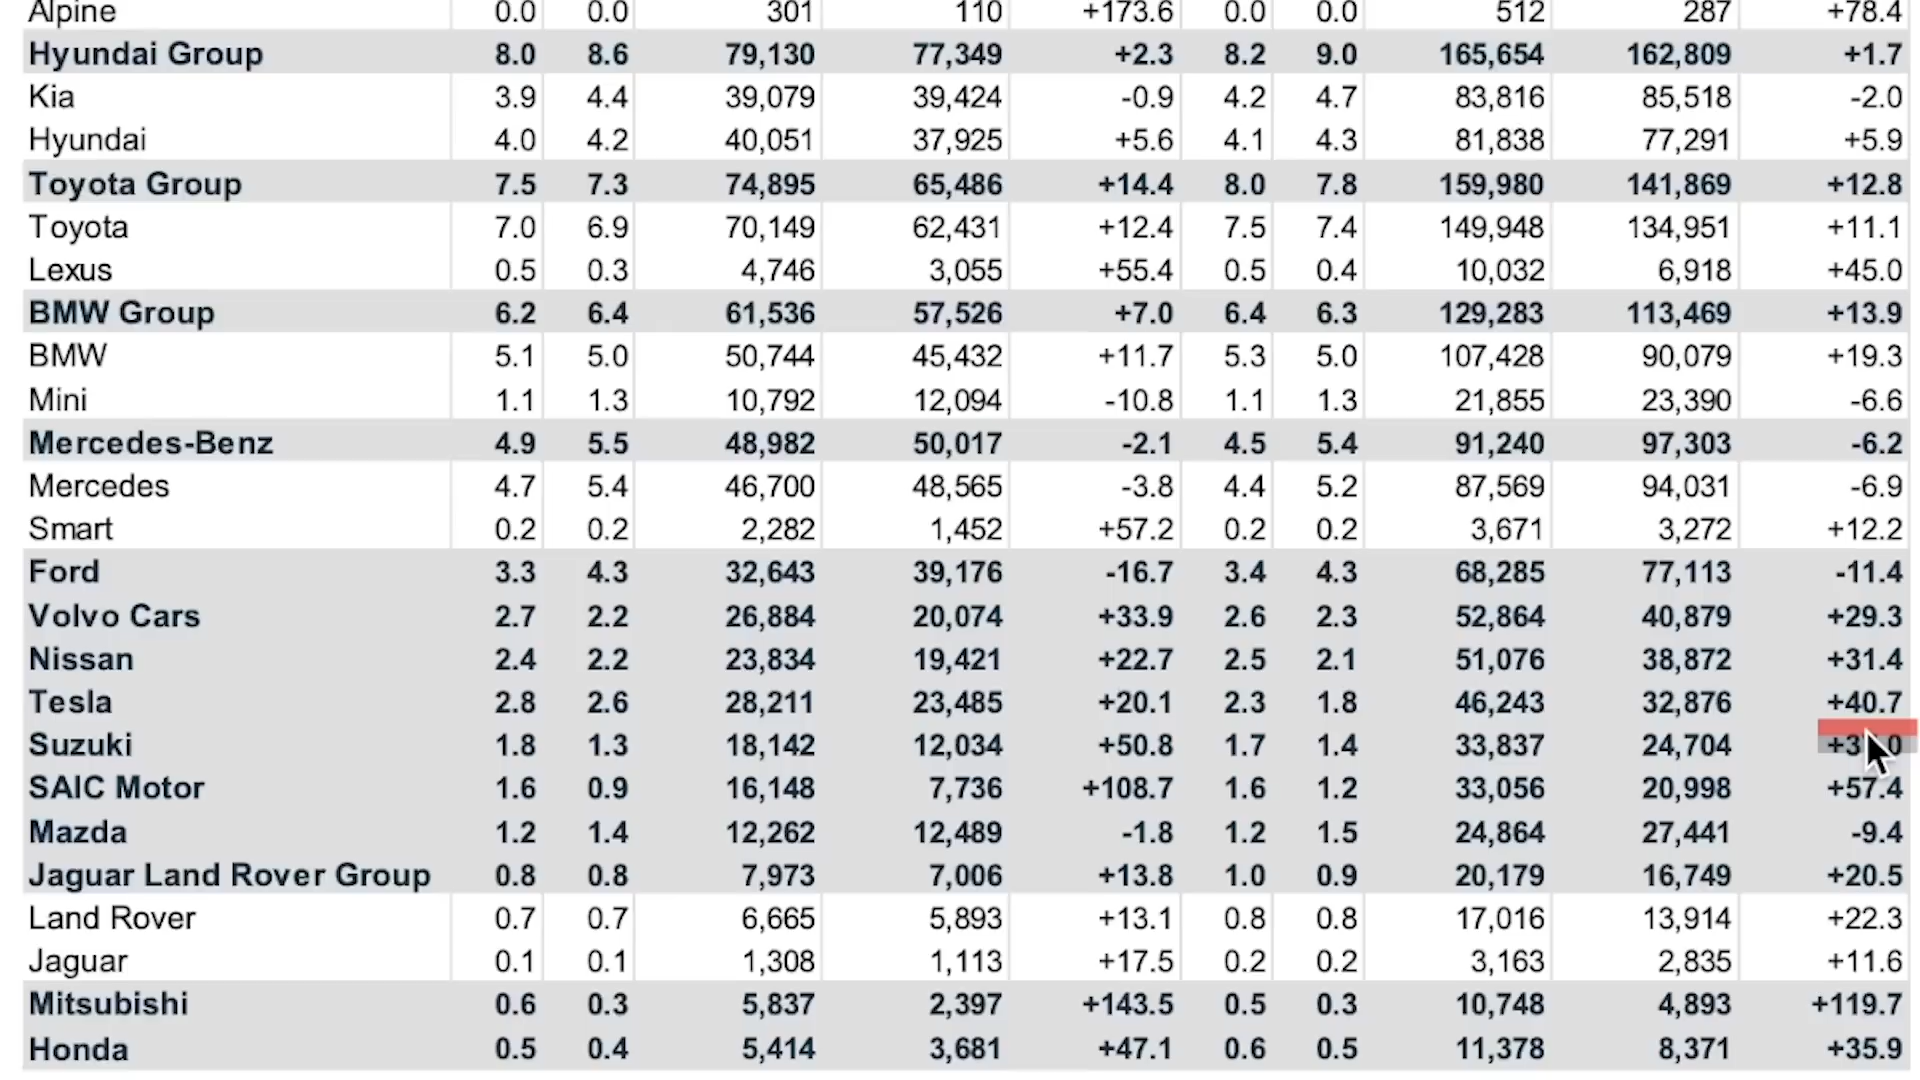 Alpine 0.0 0.0 301 110 +173.6 0.0 0.0 512 287 +78.4
Hyundai Group 8.0 8.6 79,130 77,349 +2.3 8.2 9.0 165,654 162,809 +1.7
Kia 3.9 4.4 39,079 39,424 -0.9 4.2 4.7 83,816 85,518 -2.0
Hyundai 4.0 4.2 40,051 37,925 +5.6 4.1 4.3 81,838 77,291 +5.9
Toyota Group 7.5 7.3 74,895 65,486 +14.4 8.0 7.8 159,980 141,869 +12.8
Toyota 7.0 6.9 70,149 62,431 +12.4 7.5 7.4 149,948 134,951 +11.1
Lexus 0.5 0.3 4,746 3,055 +55.4 0.5 0.4 10,032 6,918 +45.0
BMW Group 6.2 6.4 61,536 57,526 +7.0 6.4 6.3 129,283 113,469 +13.9
BMW 5.1 5.0 50,744 45,432 +11.7 5.3 5.0 107,428 90,079 +19.3
Mini 1.1 1.3 10,792 12,094 -10.8 1.1 1.3 21,855 23,390 -6.6
Mercedes-Benz 4.9 5.5 48,982 50,017 -2.1 4.5 5.4 91,240 97,303 -6.2
Mercedes 4.7 5.4 46,700 48,565 -3.8 4.4 5.2 87,569 94,031 -6.9
Smart 0.2 0.2 2,282 1,452 +57.2 0.2 0.2 3,671 3,272 +12.2
Ford 3.3 4.3 32,643 39,176 -16.7 3.4 4.3 68,285 77,113 -11.4
Volvo Cars 2.7 2.2 26,884 20,074 +33.9 2.6 2.3 52,864 40,879 +29.3
Nissan 2.4 2.2 23,834 19,421 +22.7 2.5 2.1 51,076 38,872 +31.4
Tesla 2.8 2.6 28,211 23,485 +20.1 2.3 1.8 46,243 32,876 +40.7
Suzuki 1.8 1.3 18,142 12,034 +50.8 1.7 1.4 33,837 24,704
SAIC Motor 1.6 0.9 16,148 7,736 +108.7 1.6 1.2 33,056 20,998 +57.4
Mazda 1.2 1.4 12,262 12,489 -1.8 1.2 1.5 24,864 27,441 -9.4
Jaguar Land Rover Group 0.8 0.8 7,973 7,006 +13.8 1.0 0.9 20,179 16,749 +20.5
Land Rover 0.7 0.7 6,665 5,893 +13.1 0.8 0.8 17,016 13,914 +22.3
Jaguar 0.1 0.1 1,308 1,113 +17.5 0.2 0.2 3,163 2,835 +11.6
Mitsubishi 0.6 0.3 5,837 2,397 +143.5 0.5 0.3 10,748 4,893 +119.7
Honda 0.5 0.4 5,414 3,681 +47.1 0.6 0.5 11,378 8,371 +35.9